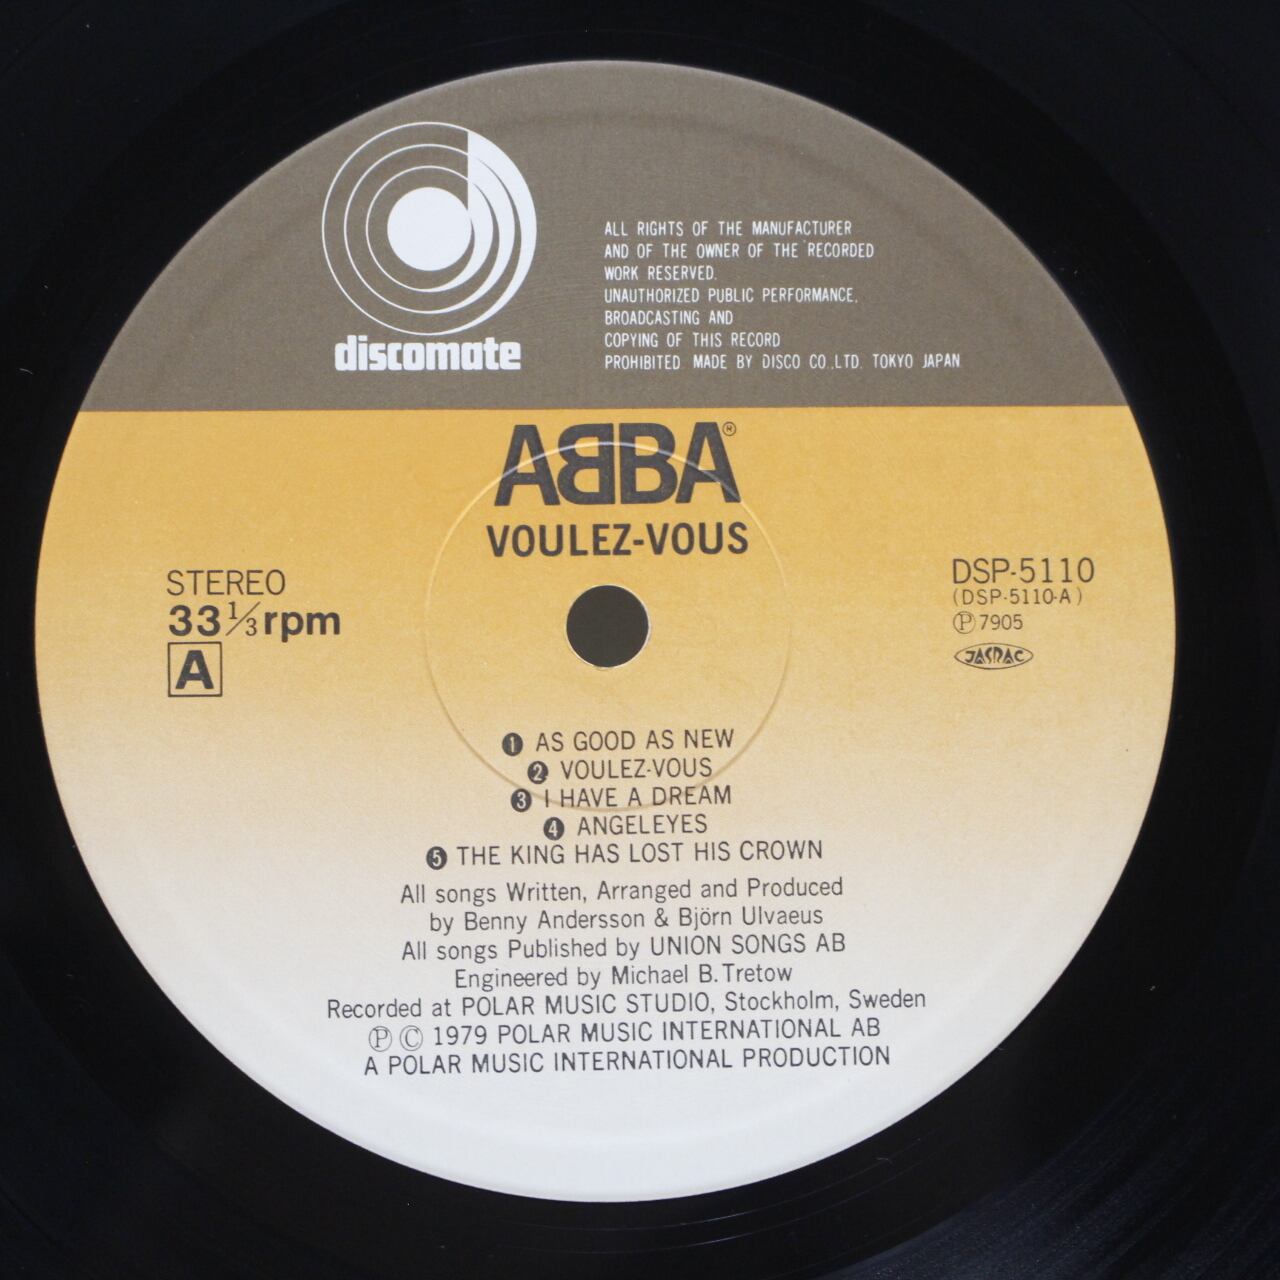 discomate
ALL RIGHTS OF THE MANUFACTURER
AND OF THE OWNER OF THE RECORDED
WORK RESERVED.
UNAUTHORIZED PUBLIC PERFORMANCE,
BROADCASTING AND
COPYING OF THIS RECORD
PROHIBITED. MADE BY DISCO CO.,LTD. TOKYO JAPAN
ABBA®
VOULEZ-VOUS
STEREO
33 1/3 rpm
A
DSP-5110
(DSP-5110-A)
Ⓟ7905
JASRAC
❶ AS GOOD AS NEW
❷ VOULEZ-VOUS
❸ I HAVE A DREAM
❹ ANGELEYES
❺ THE KING HAS LOST HIS CROWN
All songs Written, Arranged and Produced
by Benny Andersson & Björn Ulvaeus
All songs Published by UNION SONGS AB
Engineered by Michael B. Tretow
Recorded at POLAR MUSIC STUDIO, Stockholm, Sweden
Ⓟ Ⓒ 1979 POLAR MUSIC INTERNATIONAL AB
A POLAR MUSIC INTERNATIONAL PRODUCTION